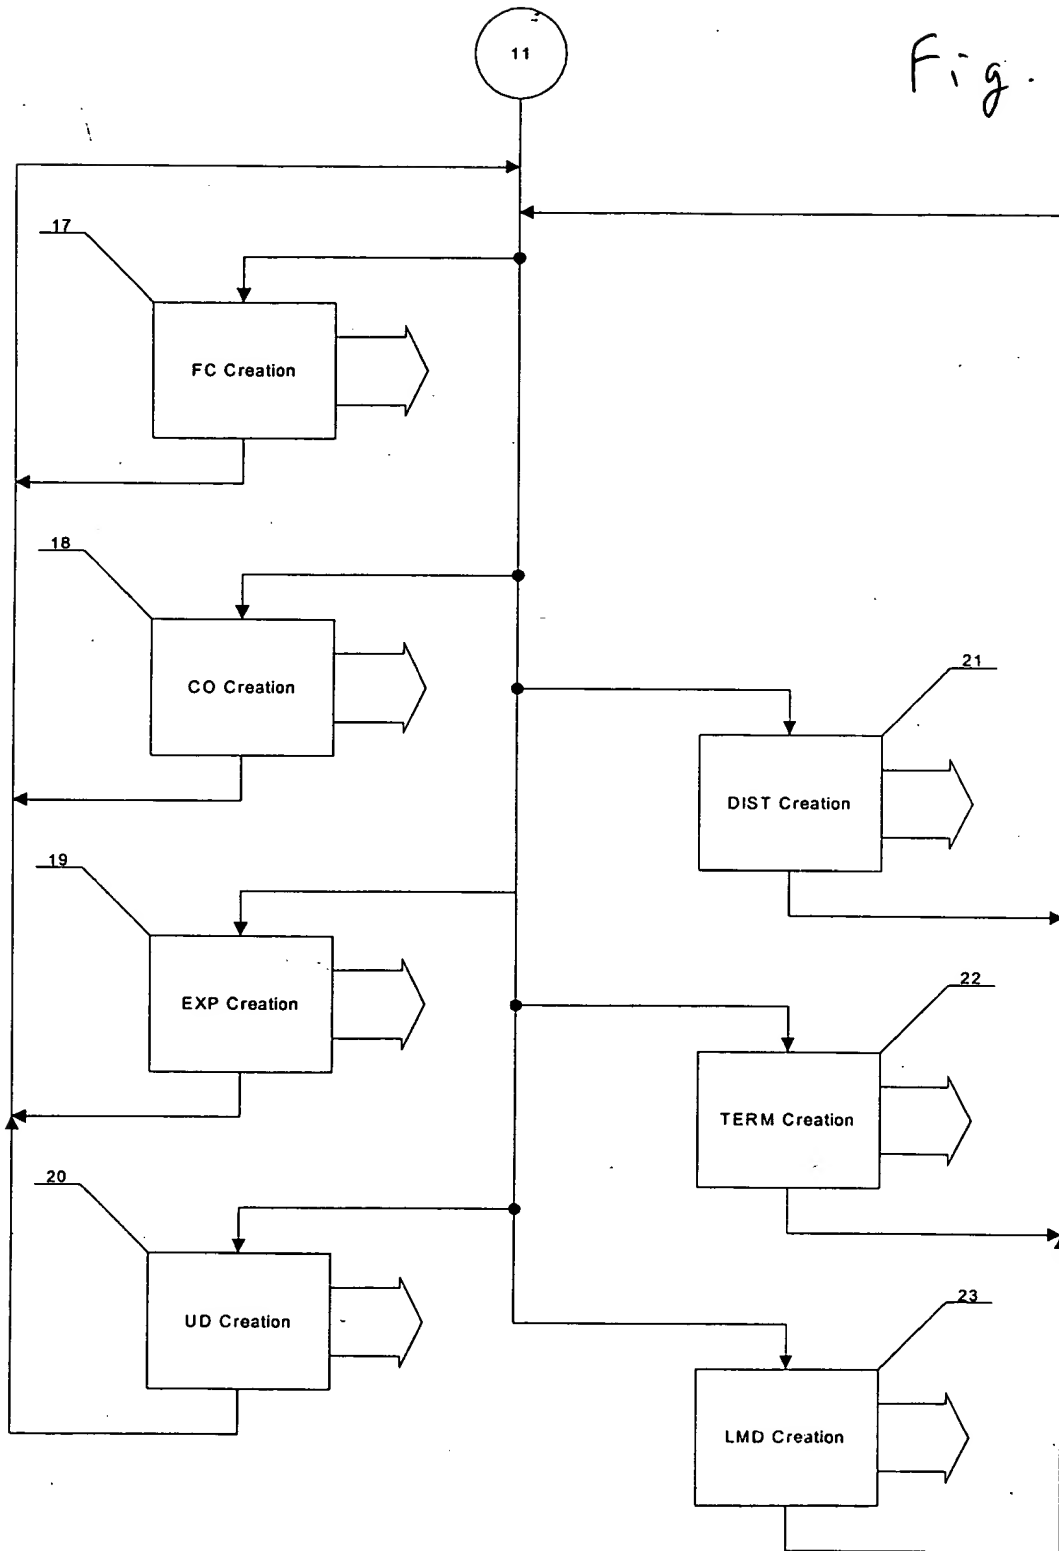 11
Fig.
17
FC Creation
18
CO Creation
21
DIST Creation
19
EXP Creation
22
TERM Creation
20
UD Creation
23
LMD Creation